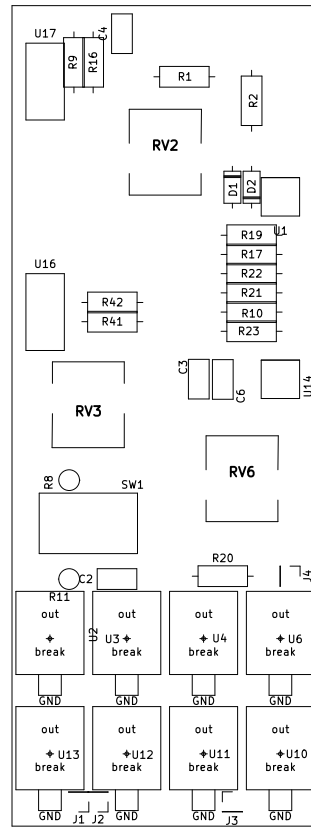 U17
C4
R9
R16
R1
R2
RV2
D1
D2
U1
R19
R17
R22
R21
R10
R23
U16
R42
R41
C3
C6
U14
RV3
RV6
R8
SW1
R20
J4
C2
R11
U2
out
out
out
out
U3
U4
U6
break
break
break
break
GND
GND
GND
GND
out
out
out
out
U13
U12
U11
U10
break
break
break
break
GND
GND
GND
GND
J1
J2
J3